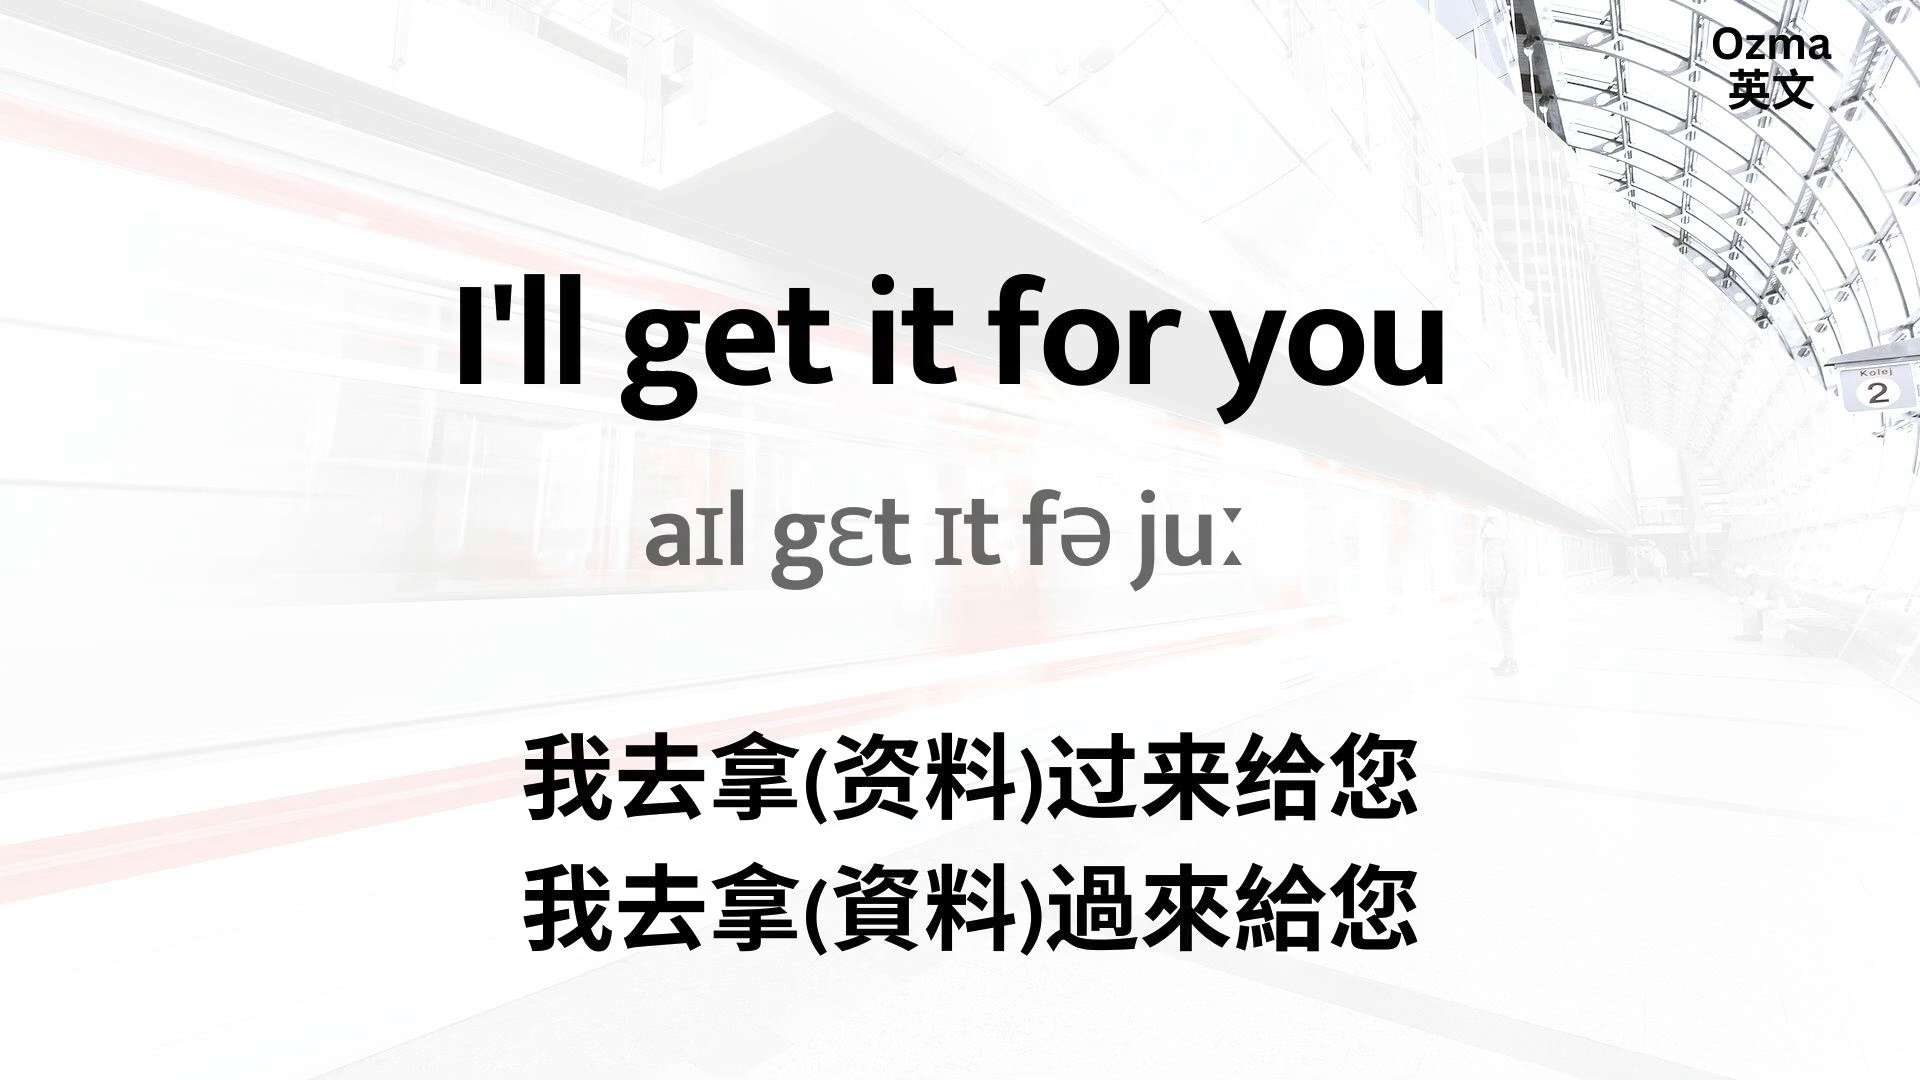 Ozma
英文
Kolej
2
I'll get it for you
aɪl gɛt ɪt fə juː
我去拿(资料)过来给您
我去拿(資料)過來給您